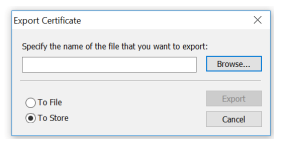 Export Certificate
Specify the name of the file that you want to export:
Browse...
To File
Export
To Store
Cancel